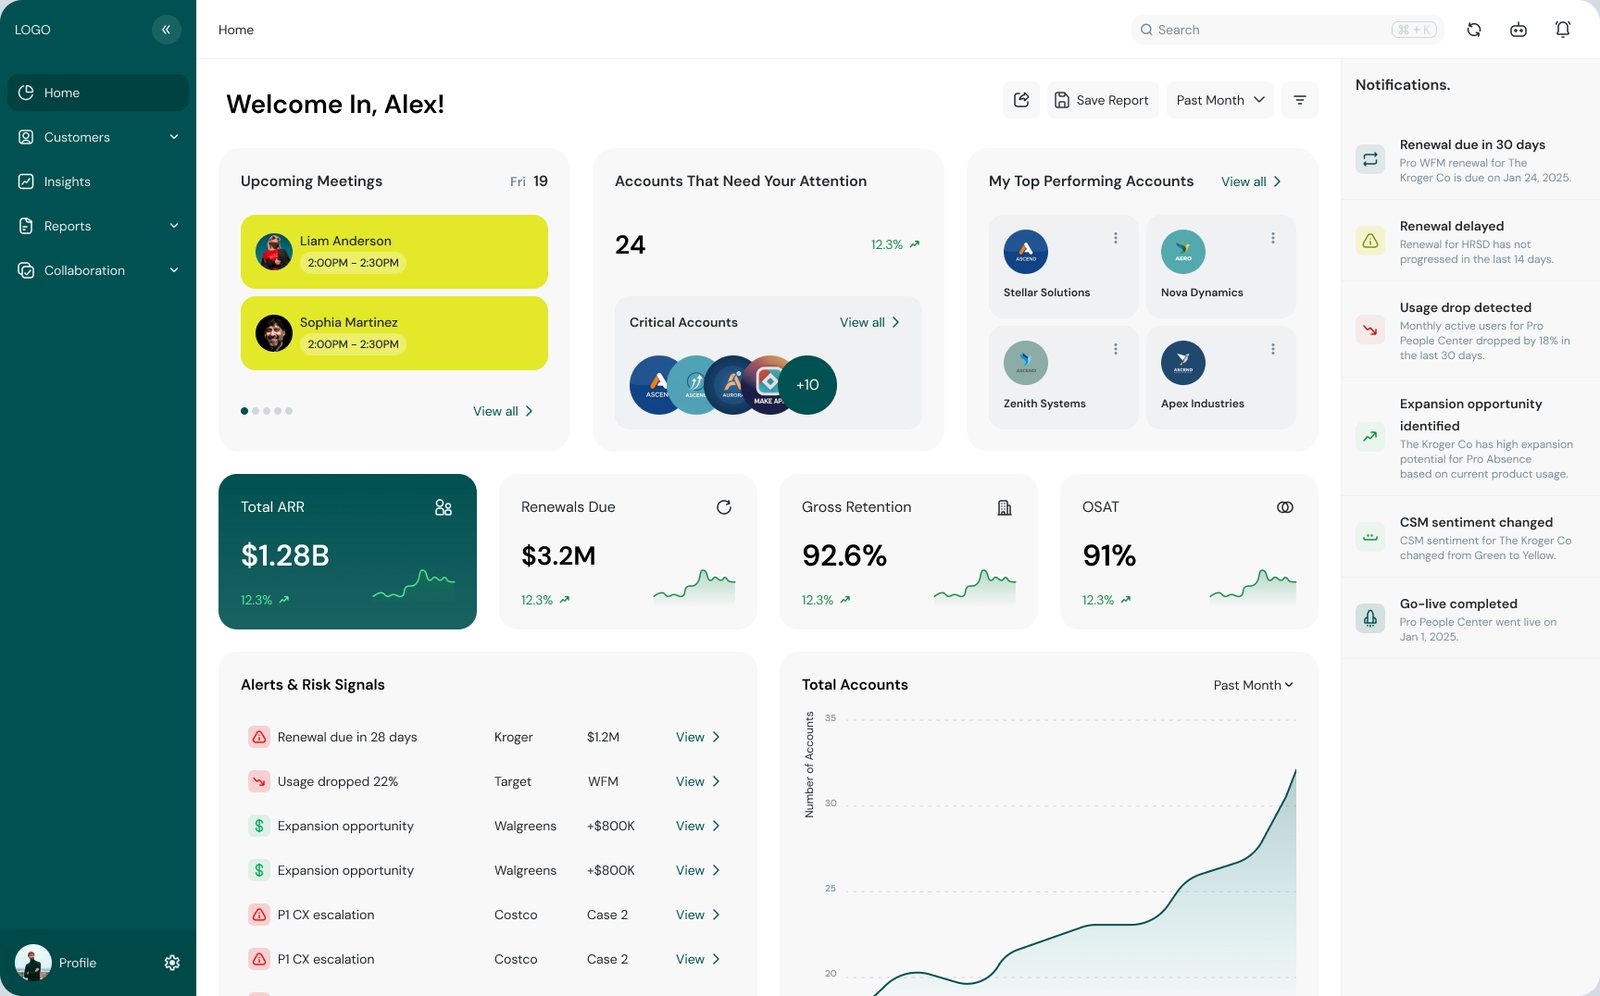 LOGO
Home
Customers
Insights
Reports
Collaboration
Profile
Home
Search
⌘ + K
Welcome In, Alex!
Save Report
Past Month
Upcoming Meetings
Fri 19
Liam Anderson
2:00PM - 2:30PM
Sophia Martinez
2:00PM - 2:30PM
View all
Accounts That Need Your Attention
24
12.3%
Critical Accounts
View all
+10
My Top Performing Accounts
View all
ASCEND
Stellar Solutions
AERO
Nova Dynamics
ASCEND
Zenith Systems
ASCEND
Apex Industries
Total ARR
$1.28B
12.3%
Renewals Due
$3.2M
12.3%
Gross Retention
92.6%
12.3%
OSAT
91%
12.3%
Alerts & Risk Signals
Renewal due in 28 days Kroger $1.2M View
Usage dropped 22% Target WFM View
Expansion opportunity Walgreens +$800K View
Expansion opportunity Walgreens +$800K View
P1 CX escalation Costco Case 2 View
P1 CX escalation Costco Case 2 View
Total Accounts
Past Month
Number of Accounts
35
30
25
20
Notifications.
Renewal due in 30 days
Pro WFM renewal for The
Kroger Co is due on Jan 24, 2025.
Renewal delayed
Renewal for HRSD has not
progressed in the last 14 days.
Usage drop detected
Monthly active users for Pro
People Center dropped by 18% in
the last 30 days.
Expansion opportunity
identified
The Kroger Co has high expansion
potential for Pro Absence
based on current product usage.
CSM sentiment changed
CSM sentiment for The Kroger Co
changed from Green to Yellow.
Go-live completed
Pro People Center went live on
Jan 1, 2025.